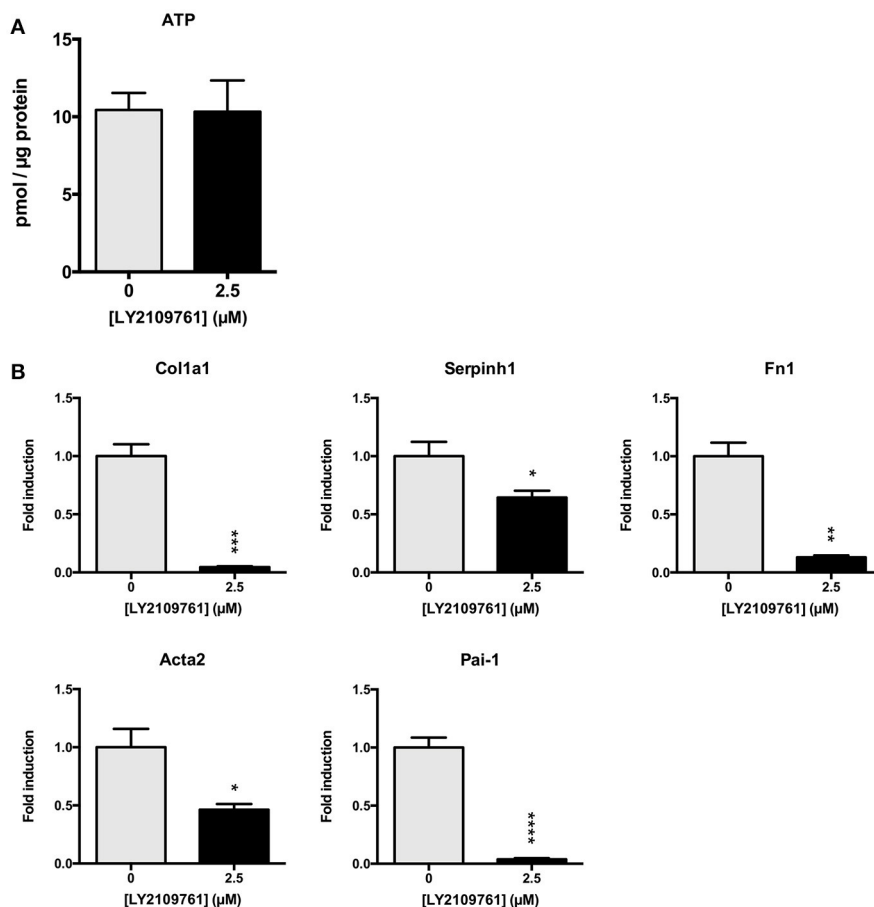 A
ATP
pmol / µg protein
15
10
5
0
0
2.5
[LY2109761] (µM)
B
Col1a1
Fold induction
1.5
1.0
0.5
0.0
***
0
2.5
[LY2109761] (µM)
Serpinh1
Fold induction
1.5
1.0
0.5
0.0
*
0
2.5
[LY2109761] (µM)
Fn1
Fold induction
1.5
1.0
0.5
0.0
**
0
2.5
[LY2109761] (µM)
Acta2
Fold induction
1.5
1.0
0.5
0.0
*
0
2.5
[LY2109761] (µM)
Pai-1
Fold induction
1.5
1.0
0.5
0.0
****
0
2.5
[LY2109761] (µM)